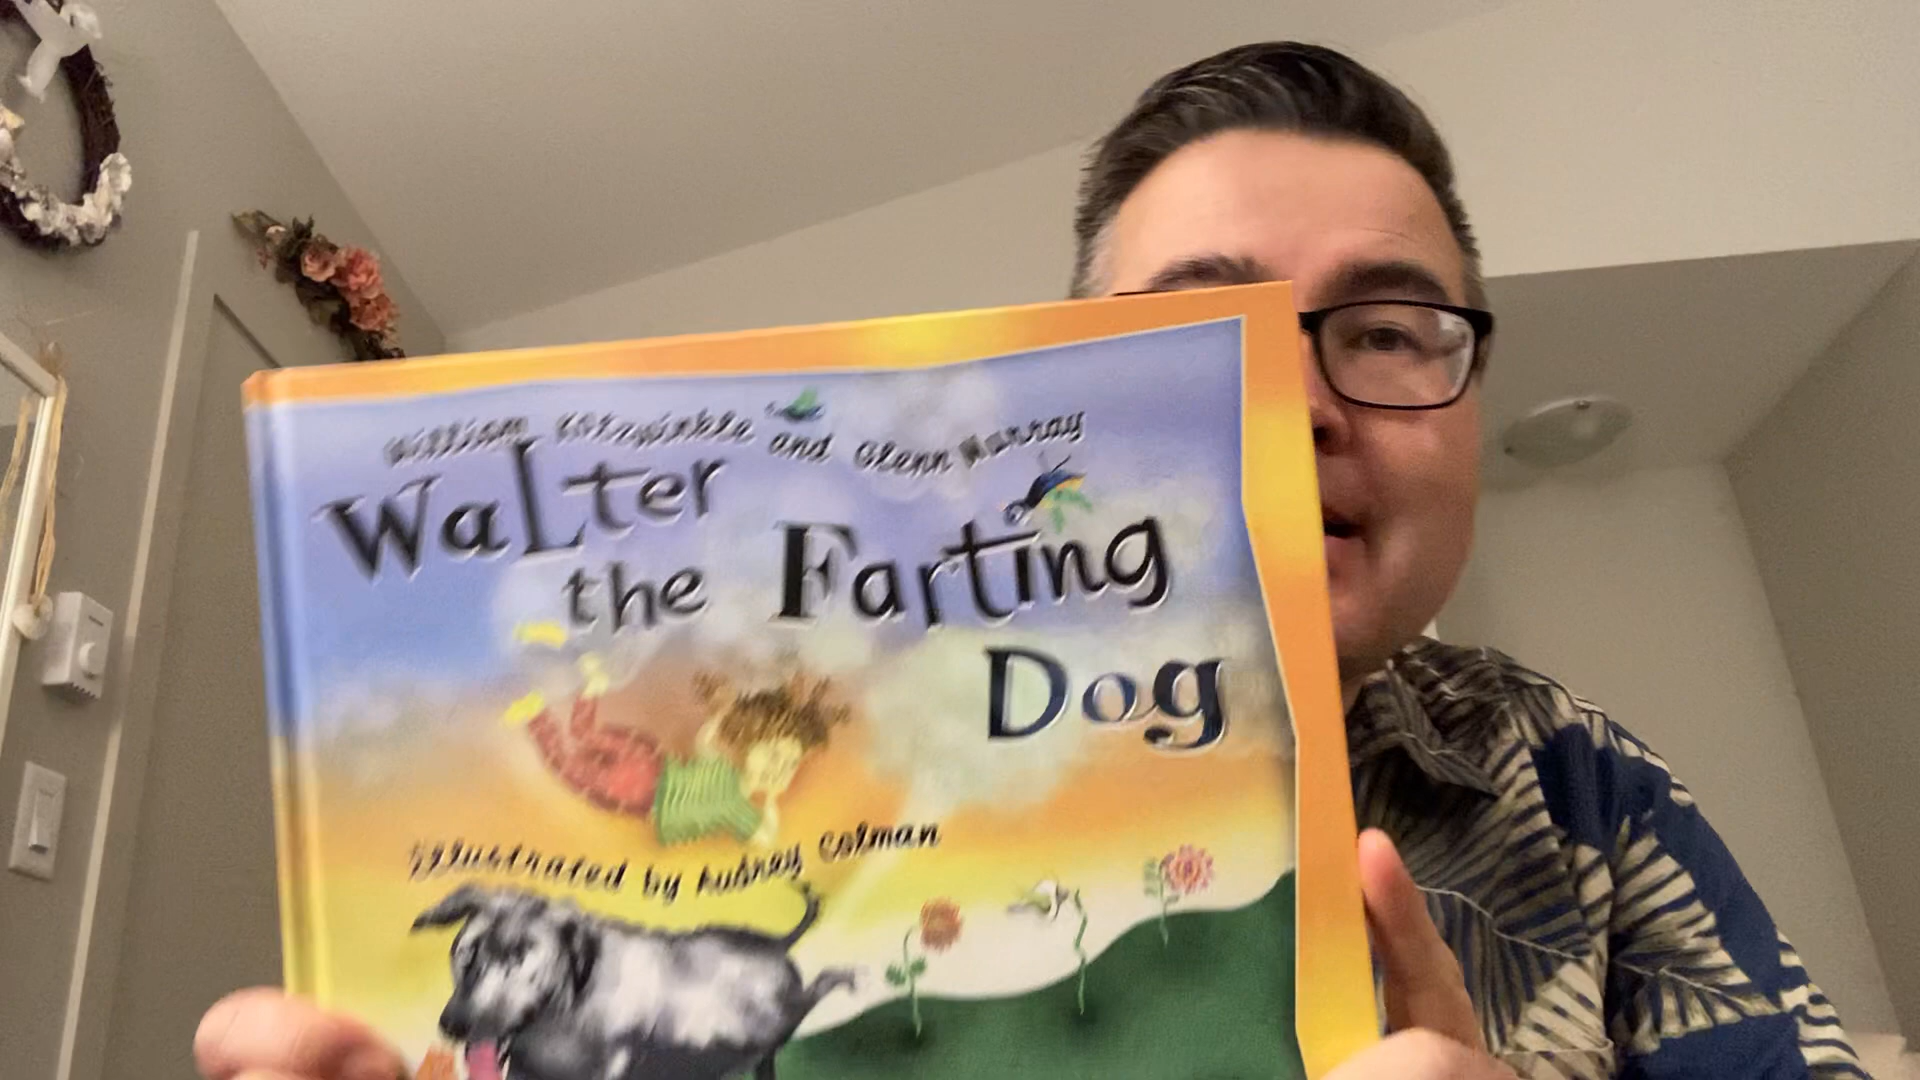 William Kotzwinkle and Glenn Murray
WaLter
the Farting
Dog
illustrated by Audrey Colman